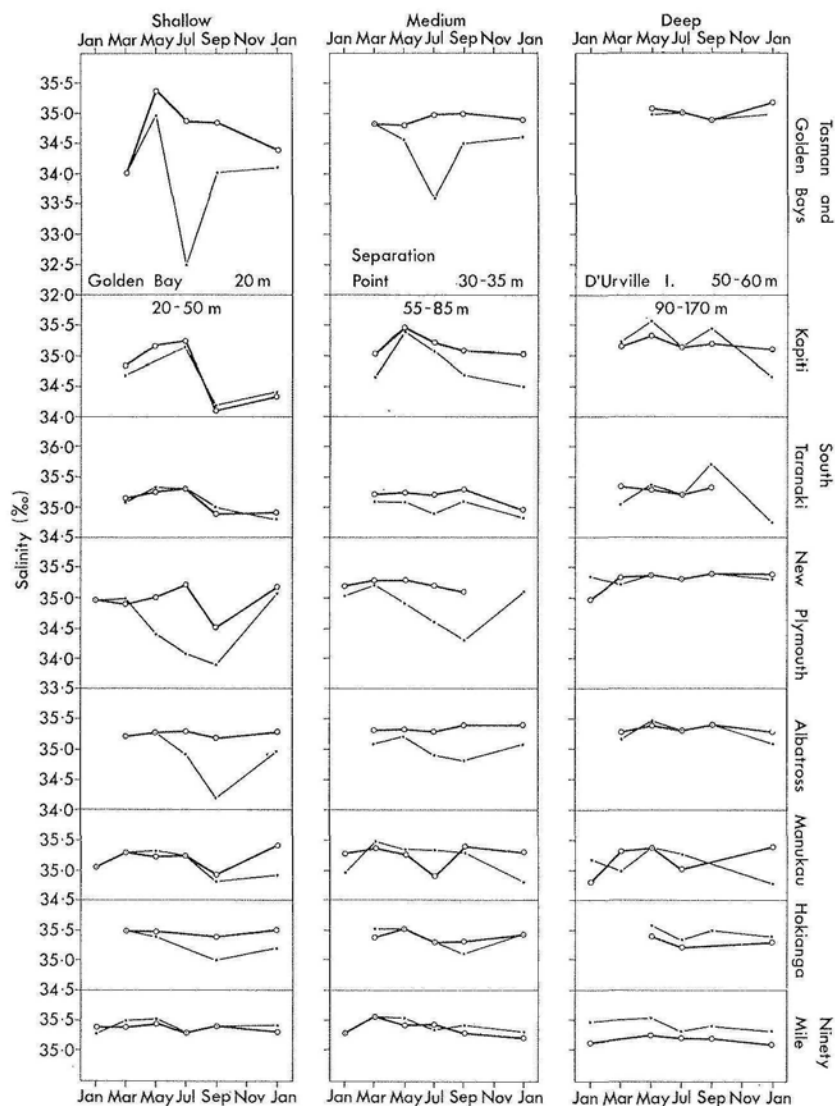 Shallow Medium Deep
Jan Mar May Jul Sep Nov Jan Jan Mar May Jul Sep Nov Jan Jan Mar May Jul Sep Nov Jan
35·5
35·0
34·5
34·0
33·5
33·0
32·5
32·0
Golden Bay 20 m
Separation
Point 30-35 m
D'Urville I. 50-60 m
Tasman and
Golden Bays
20-50 m 55-85 m 90-170 m
35·5
35·0
34·5
34·0
Kapiti
36·0
35·5
35·0
34·5
South
Taranaki
Salinity (‰)
35·0
34·5
34·0
33·5
New
Plymouth
35·5
35·0
34·5
34·0
Albatross
35·5
35·0
34·5
Manukau
35·5
35·0
34·5
Hokianga
35·5
35·0
Ninety
Mile
Jan Mar May Jul Sep Nov Jan Jan Mar May Jul Sep Nov Jan Jan Mar May Jul Sep Nov Jan